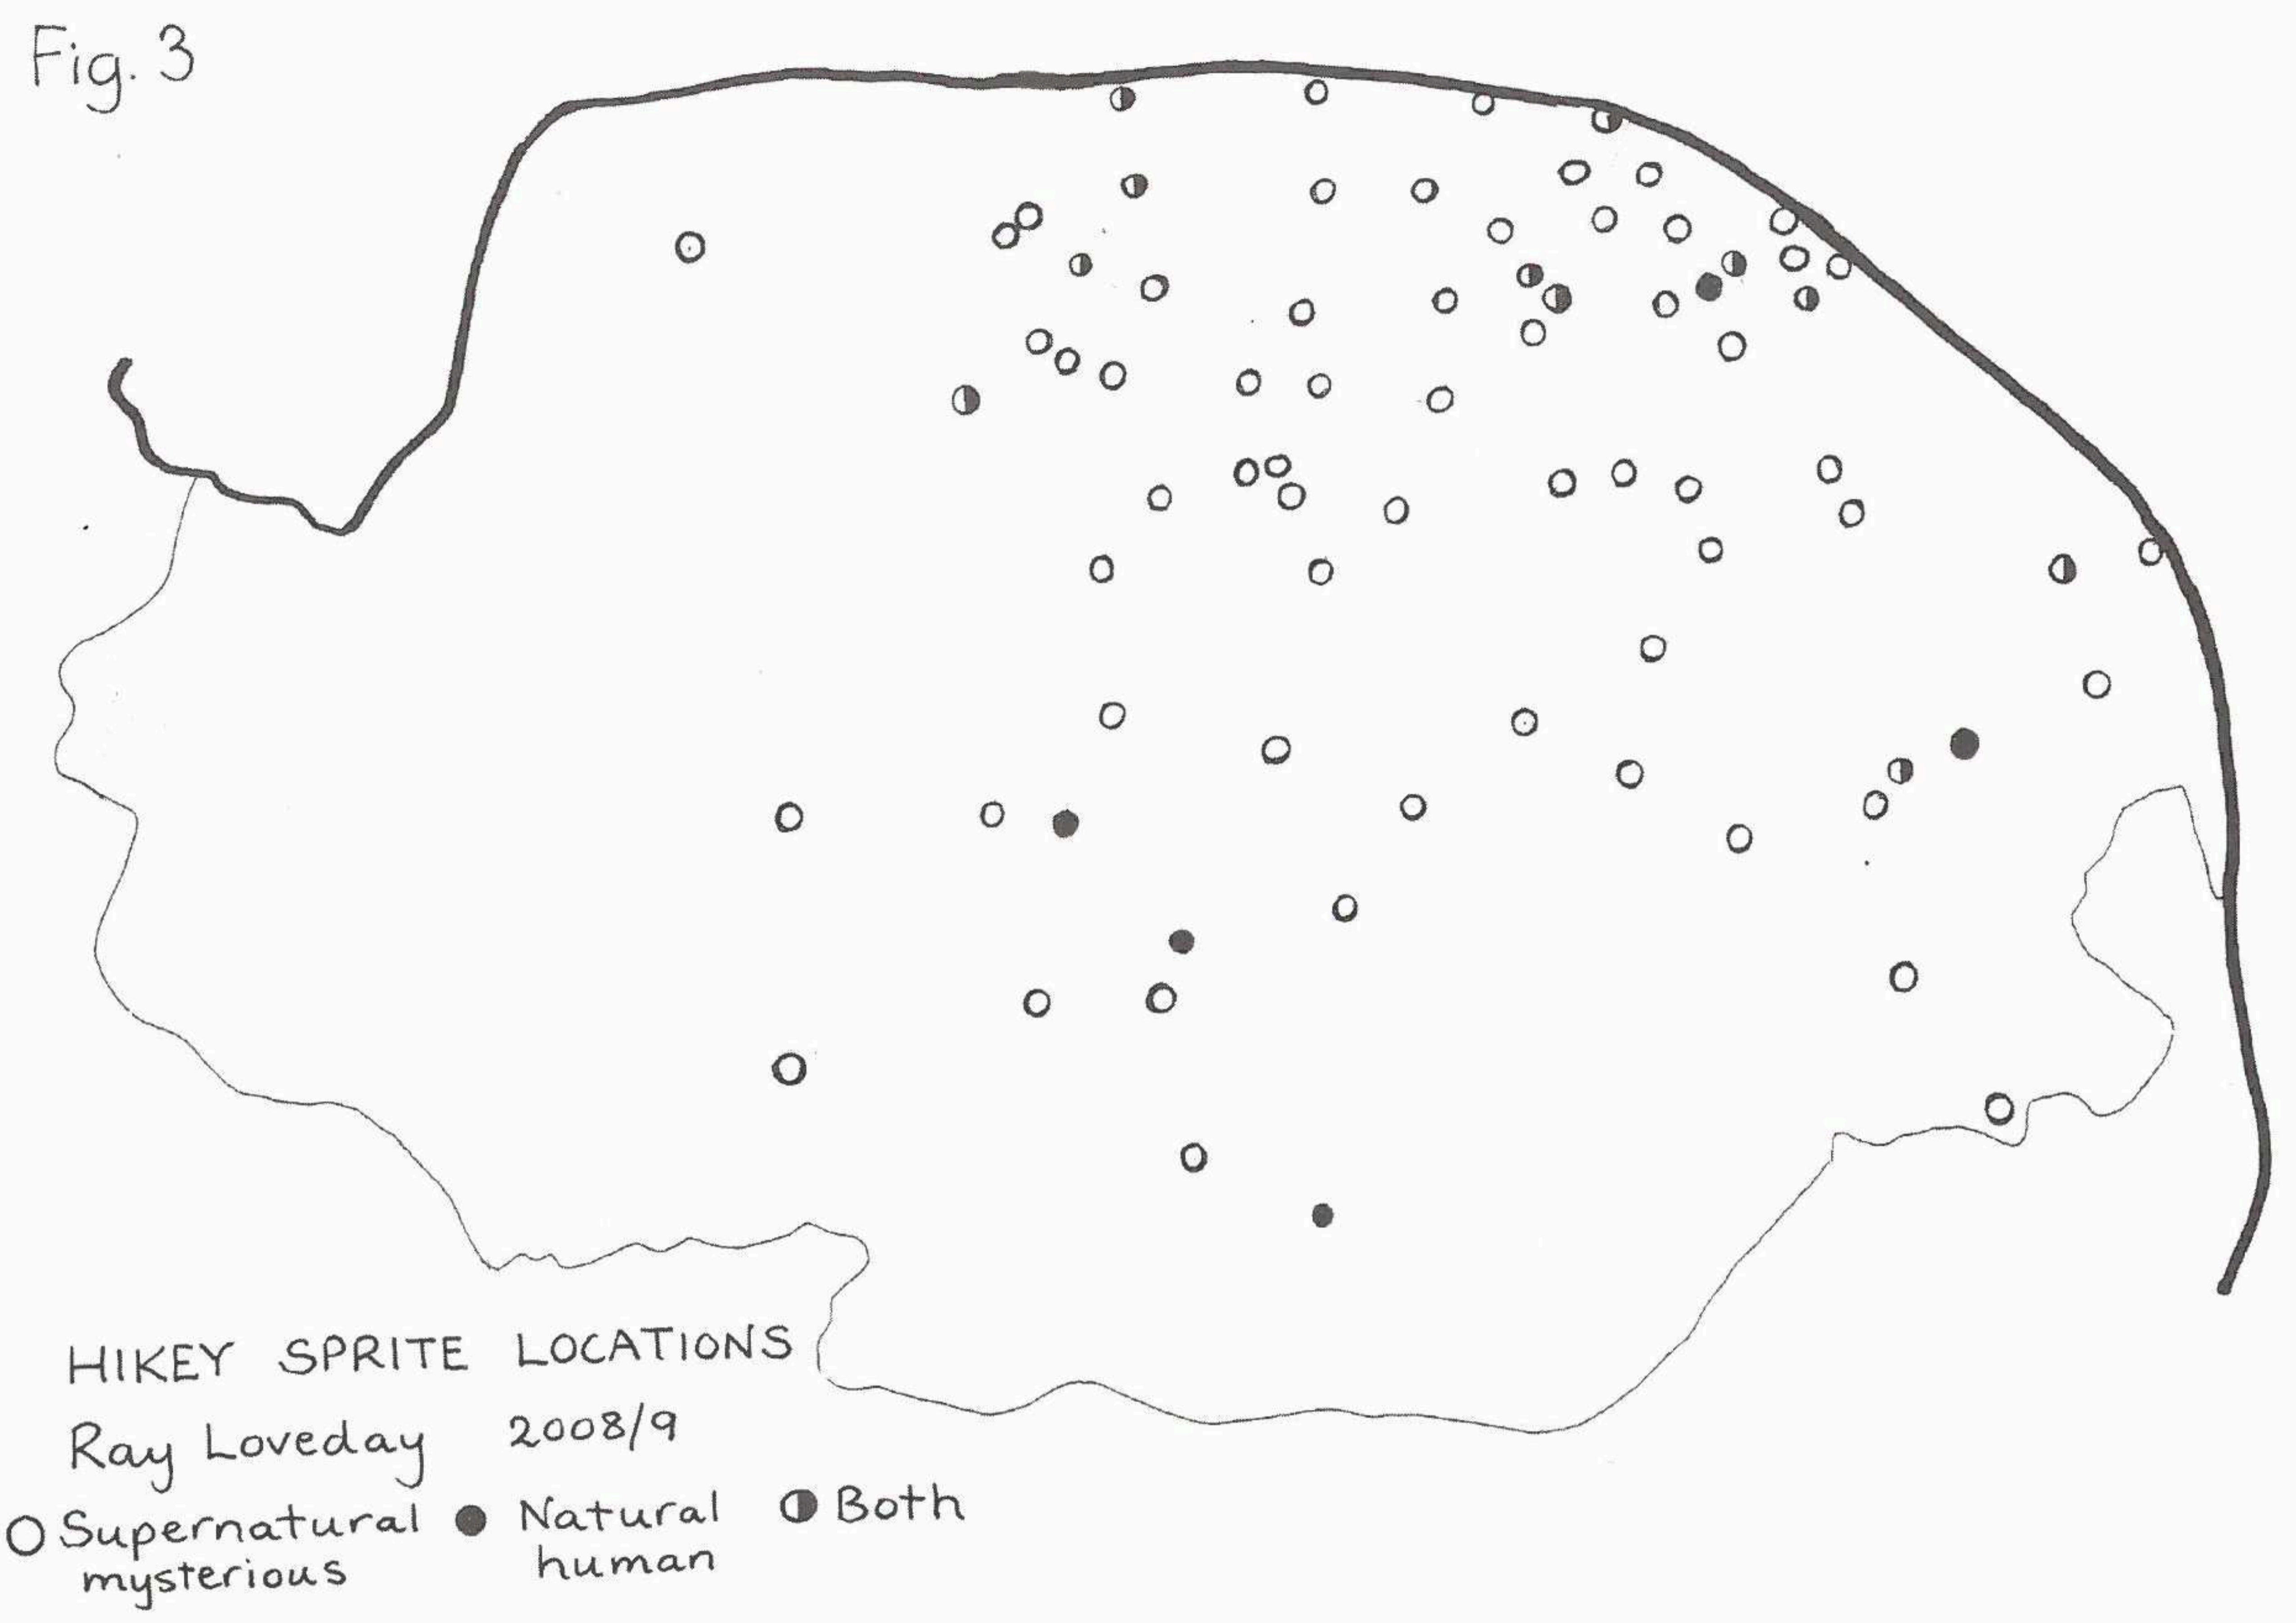 Fig. 3
HIKEY SPRITE LOCATIONS
Ray Loveday 2008/9
Supernatural mysterious
Natural human
Both